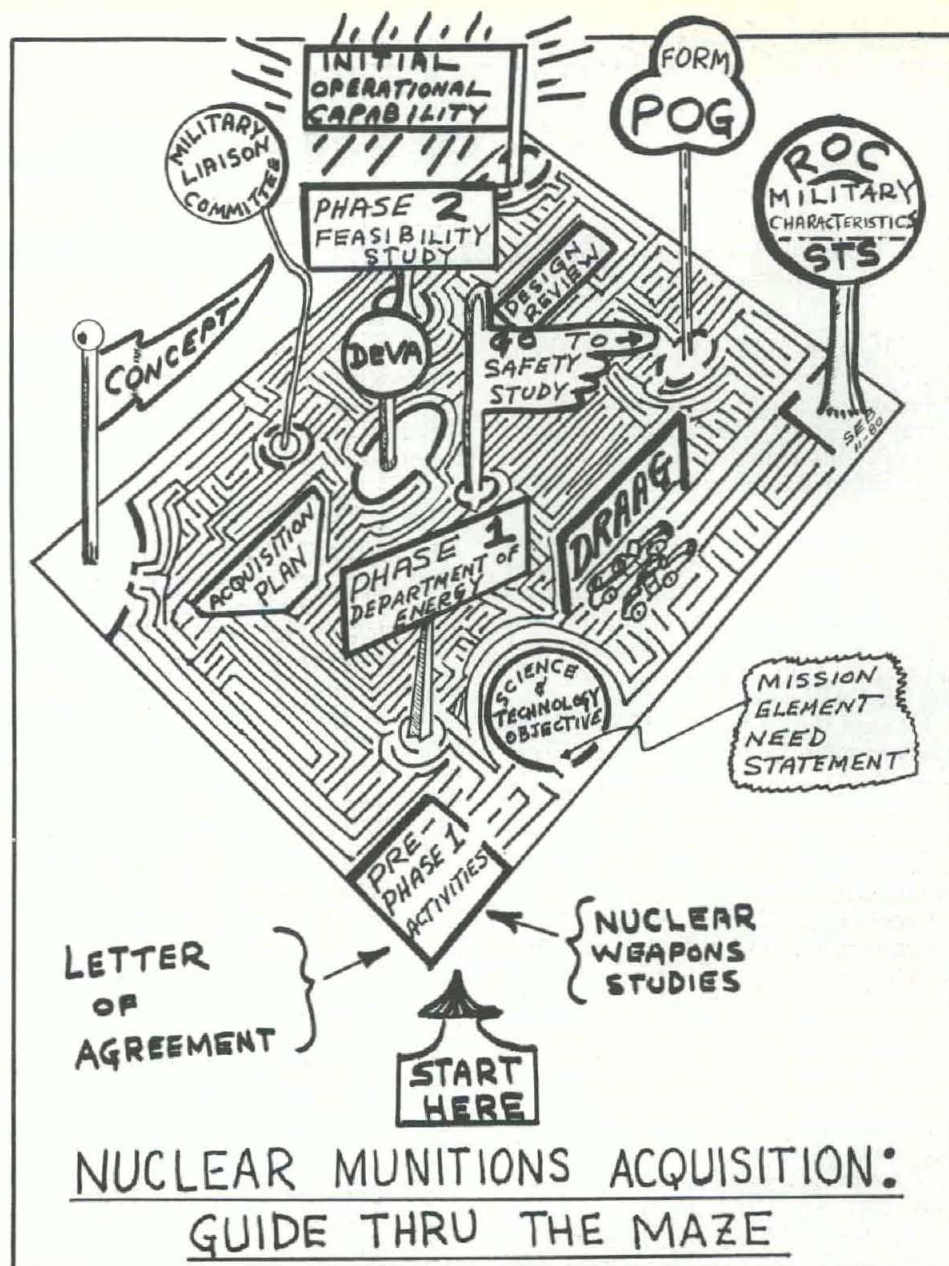 INITIAL
OPERATIONAL
CAPABILITY
FORM
POG
MILITARY
LIAISON
COMMITTEE
ROC
MILITARY
CHARACTERISTICS
STS
PHASE 2
FEASIBILITY
STUDY
DESIGN
REVIEW
CONCEPT
DEVA
GO TO
SAFETY
STUDY
SEB
11-80
DRAAG
ACQUISITION
PLAN
PHASE 1
DEPARTMENT OF
ENERGY
SCIENCE
&
TECHNOLOGY
OBJECTIVE
MISSION
ELEMENT
NEED
STATEMENT
PRE-
PHASE 1
ACTIVITIES
LETTER
OF
AGREEMENT
NUCLEAR
WEAPONS
STUDIES
START
HERE
NUCLEAR MUNITIONS ACQUISITION:
GUIDE THRU THE MAZE